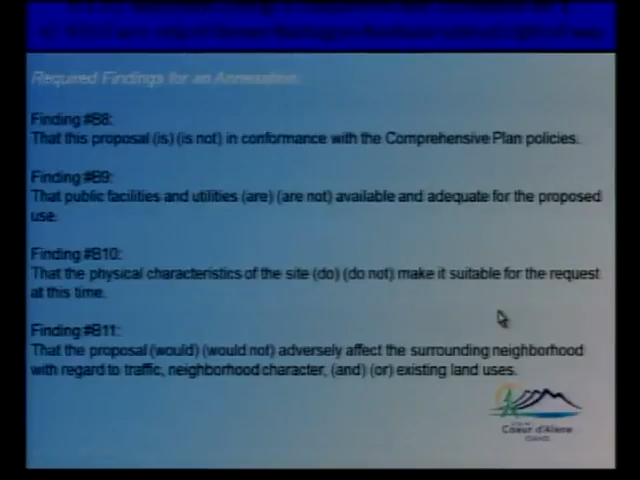 Required Findings for an Annexation:
Finding #B8:
That this proposal (is) (is not) in conformance with the Comprehensive Plan policies.
Finding #B9:
That public facilities and utilities (are) (are not) available and adequate for the proposed
use.
Finding #B10:
That the physical characteristics of the site (do) (do not) make it suitable for the request
at this time.
Finding #B11:
That the proposal (would) (would not) adversely affect the surrounding neighborhood
with regard to traffic, neighborhood character, (and) (or) existing land uses.
Coeur d'Alene
IDAHO